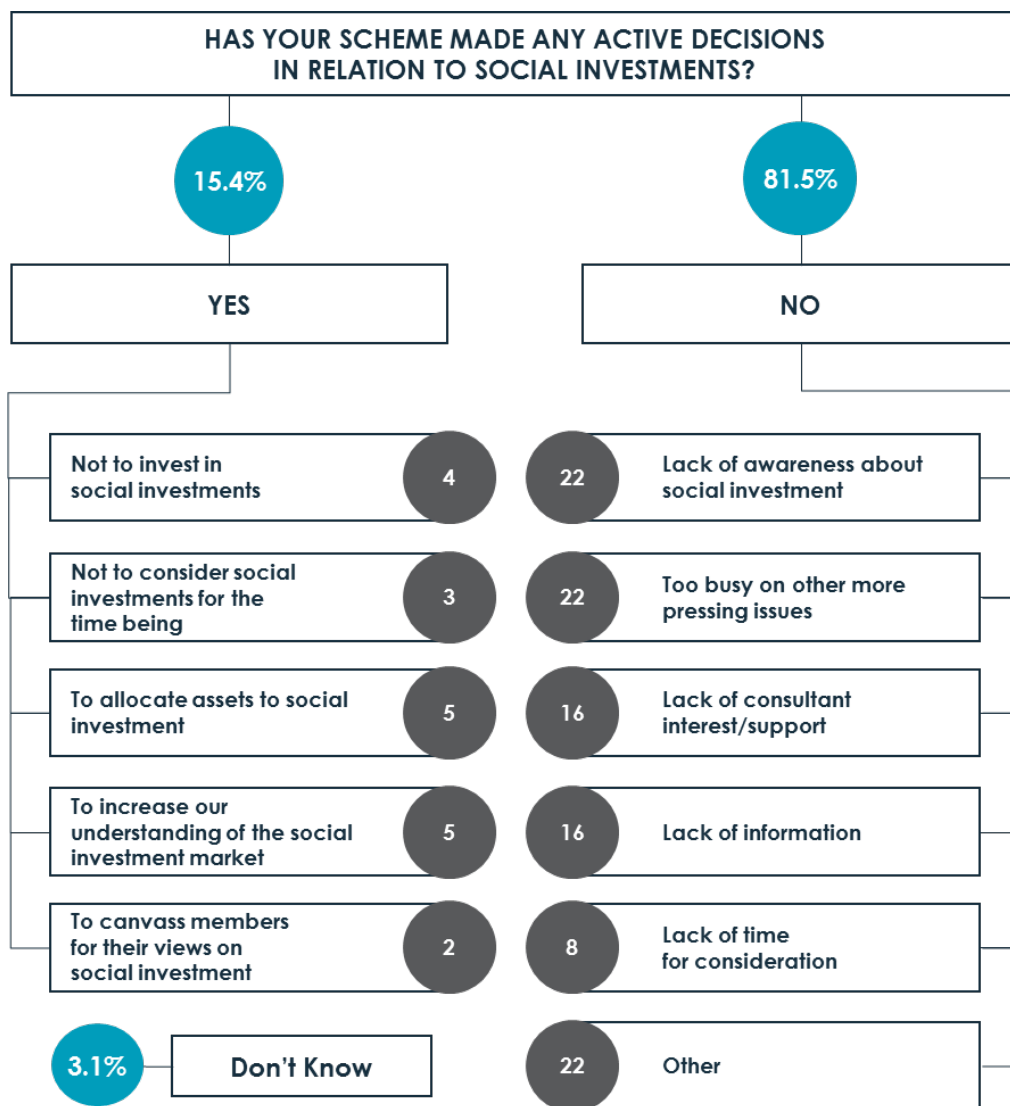 HAS YOUR SCHEME MADE ANY ACTIVE DECISIONS
IN RELATION TO SOCIAL INVESTMENTS?
15.4%
81.5%
YES
NO
Not to invest in
social investments
4
22
Lack of awareness about
social investment
Not to consider social
investments for the
time being
3
22
Too busy on other more
pressing issues
To allocate assets to social
investment
5
16
Lack of consultant
interest/support
To increase our
understanding of the social
investment market
5
16
Lack of information
To canvass members
for their views on
social investment
2
8
Lack of time
for consideration
3.1%
Don't Know
22
Other